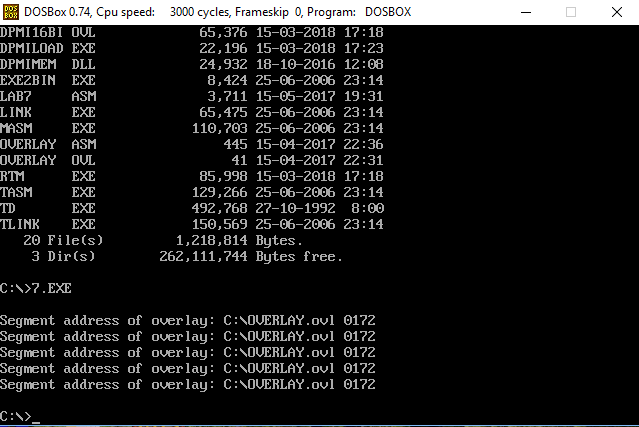 DOSBox 0.74, Cpu speed:    3000 cycles, Frameskip  0, Program:   DOSBOX
DPMI16BI OVL             65,376 15-03-2018 17:18
DPMILOAD EXE             22,196 15-03-2018 17:23
DPMIMEM  DLL             24,932 18-10-2016 12:08
EXE2BIN  EXE              8,424 25-06-2006 23:14
LAB7     ASM              3,711 15-05-2017 19:31
LINK     EXE             65,475 25-06-2006 23:14
MASM     EXE            110,703 25-06-2006 23:14
OVERLAY  ASM                445 15-04-2017 22:36
OVERLAY  OVL                 41 15-04-2017 22:31
RTM      EXE             85,998 15-03-2018 17:18
TASM     EXE            129,266 25-06-2006 23:14
TD       EXE            492,768 27-10-1992  8:00
TLINK    EXE            150,569 25-06-2006 23:14
   20 File(s)         1,218,814 Bytes.
    3 Dir(s)        262,111,744 Bytes free.
C:\>7.EXE
Segment address of overlay: C:\OVERLAY.ovl 0172
Segment address of overlay: C:\OVERLAY.ovl 0172
Segment address of overlay: C:\OVERLAY.ovl 0172
Segment address of overlay: C:\OVERLAY.ovl 0172
Segment address of overlay: C:\OVERLAY.ovl 0172
C:\>_